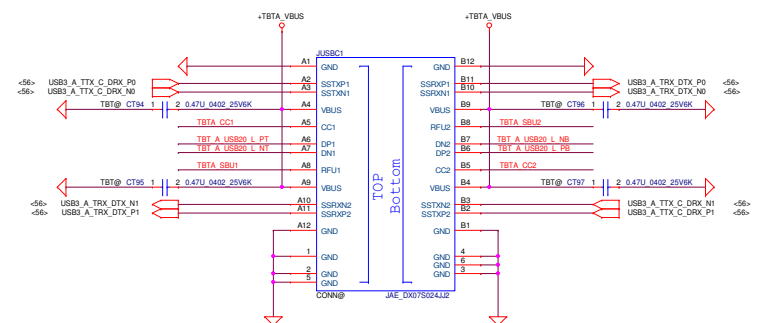 +TBTA_VBUS +TBTA_VBUS
JUSBC1
A1 GND GND B12
<56> USB3_A_TTX_C_DRX_P0 A2 SSTXP1 SSRXP1 B11 USB3_A_TRX_DTX_P0 <56>
<56> USB3_A_TTX_C_DRX_N0 A3 SSTXN1 SSRXN1 B10 USB3_A_TRX_DTX_N0 <56>
TBT@ CT94 1 2 0.47U_0402_25V6K A4 VBUS VBUS B9 TBT@ CT96 1 2 0.47U_0402_25V6K
TBTA_CC1 A5 CC1 RFU2 B8 TBTA_SBU2
TBT_A_USB20_L_PT A6 DP1 DN2 B7 TBT_A_USB20_L_NB
TBT_A_USB20_L_NT A7 DN1 DP2 B6 TBT_A_USB20_L_PB
TBTA_SBU1 A8 RFU1 CC2 B5 TBTA_CC2
TBT@ CT95 1 2 0.47U_0402_25V6K A9 VBUS VBUS B4 TBT@ CT97 1 2 0.47U_0402_25V6K
<56> USB3_A_TRX_DTX_N1 A10 SSRXN2 SSTXN2 B3 USB3_A_TTX_C_DRX_N1 <56>
<56> USB3_A_TRX_DTX_P1 A11 SSRXP2 SSTXP2 B2 USB3_A_TTX_C_DRX_P1 <56>
A12 GND GND B1
TOP
Bottom
1 GND GND 4
GND 6
2 GND GND 3
5 GND
CONN@ JAE_DX07S024JJ2